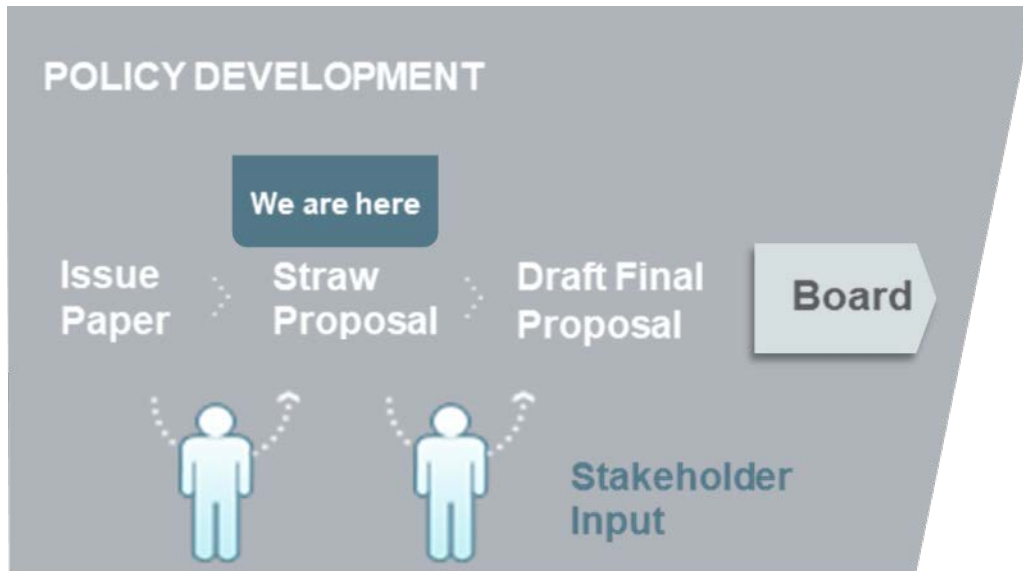 POLICY DEVELOPMENT
We are here
Issue
Paper
Straw
Proposal
Draft Final
Proposal
Board
Stakeholder
Input